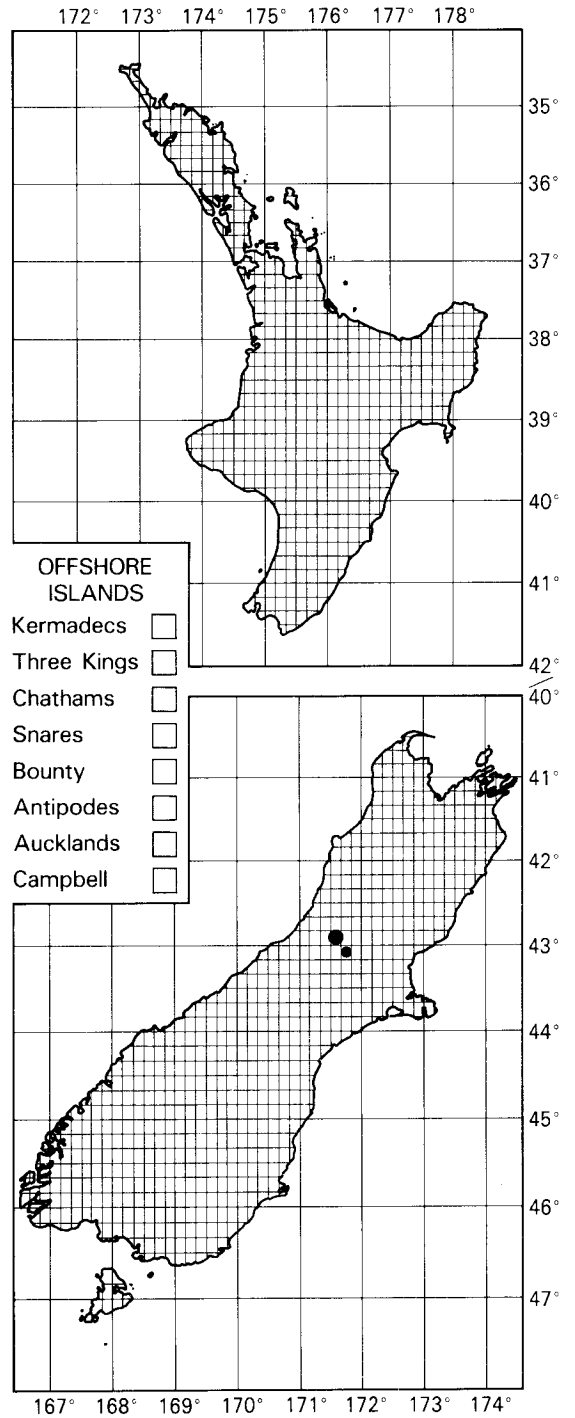 172° 173° 174° 175° 176° 177° 178°
35°
36°
37°
38°
39°
40°
41°
42°
OFFSHORE
ISLANDS
Kermadecs
Three Kings
Chathams
Snares
Bounty
Antipodes
Aucklands
Campbell
40°
41°
42°
43°
44°
45°
46°
47°
167° 168° 169° 170° 171° 172° 173° 174°